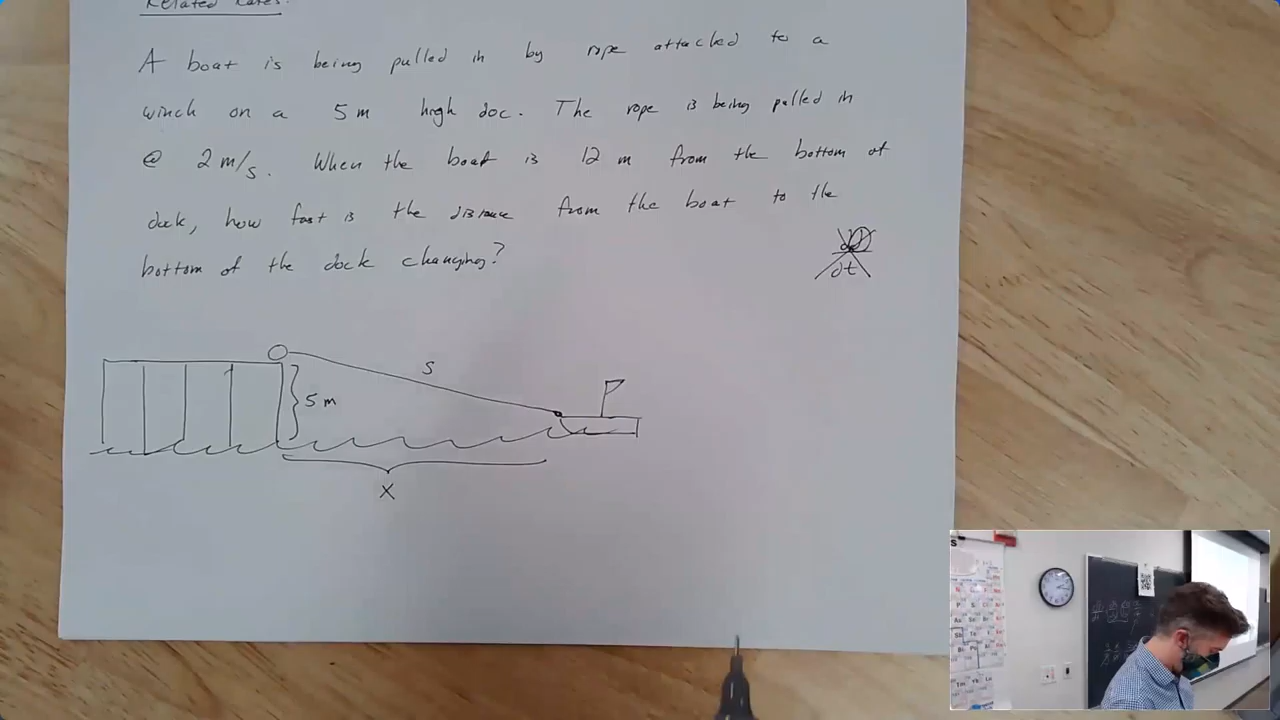 Related Rates.
A boat is being pulled in by rope attached to a
winch on a 5 m high doc. The rope is being pulled in
@ 2 m/s. When the boat is 12 m from the bottom of
dock, how fast is the distance from the boat to the
bottom of the dock changing?
dt
s
5 m
x